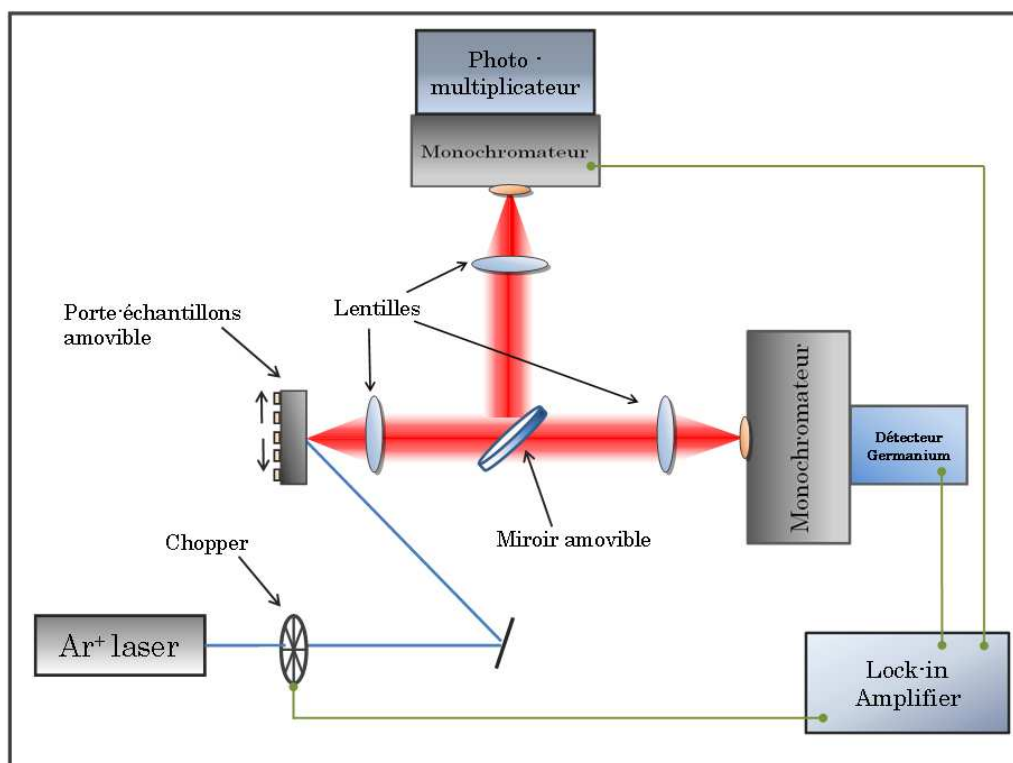 Photo -
multiplicateur
Monochromateur
Porte-échantillons
amovible
Lentilles
Monochromateur
Détecteur
Germanium
Miroir amovible
Chopper
Ar⁺ laser
Lock-in
Amplifier